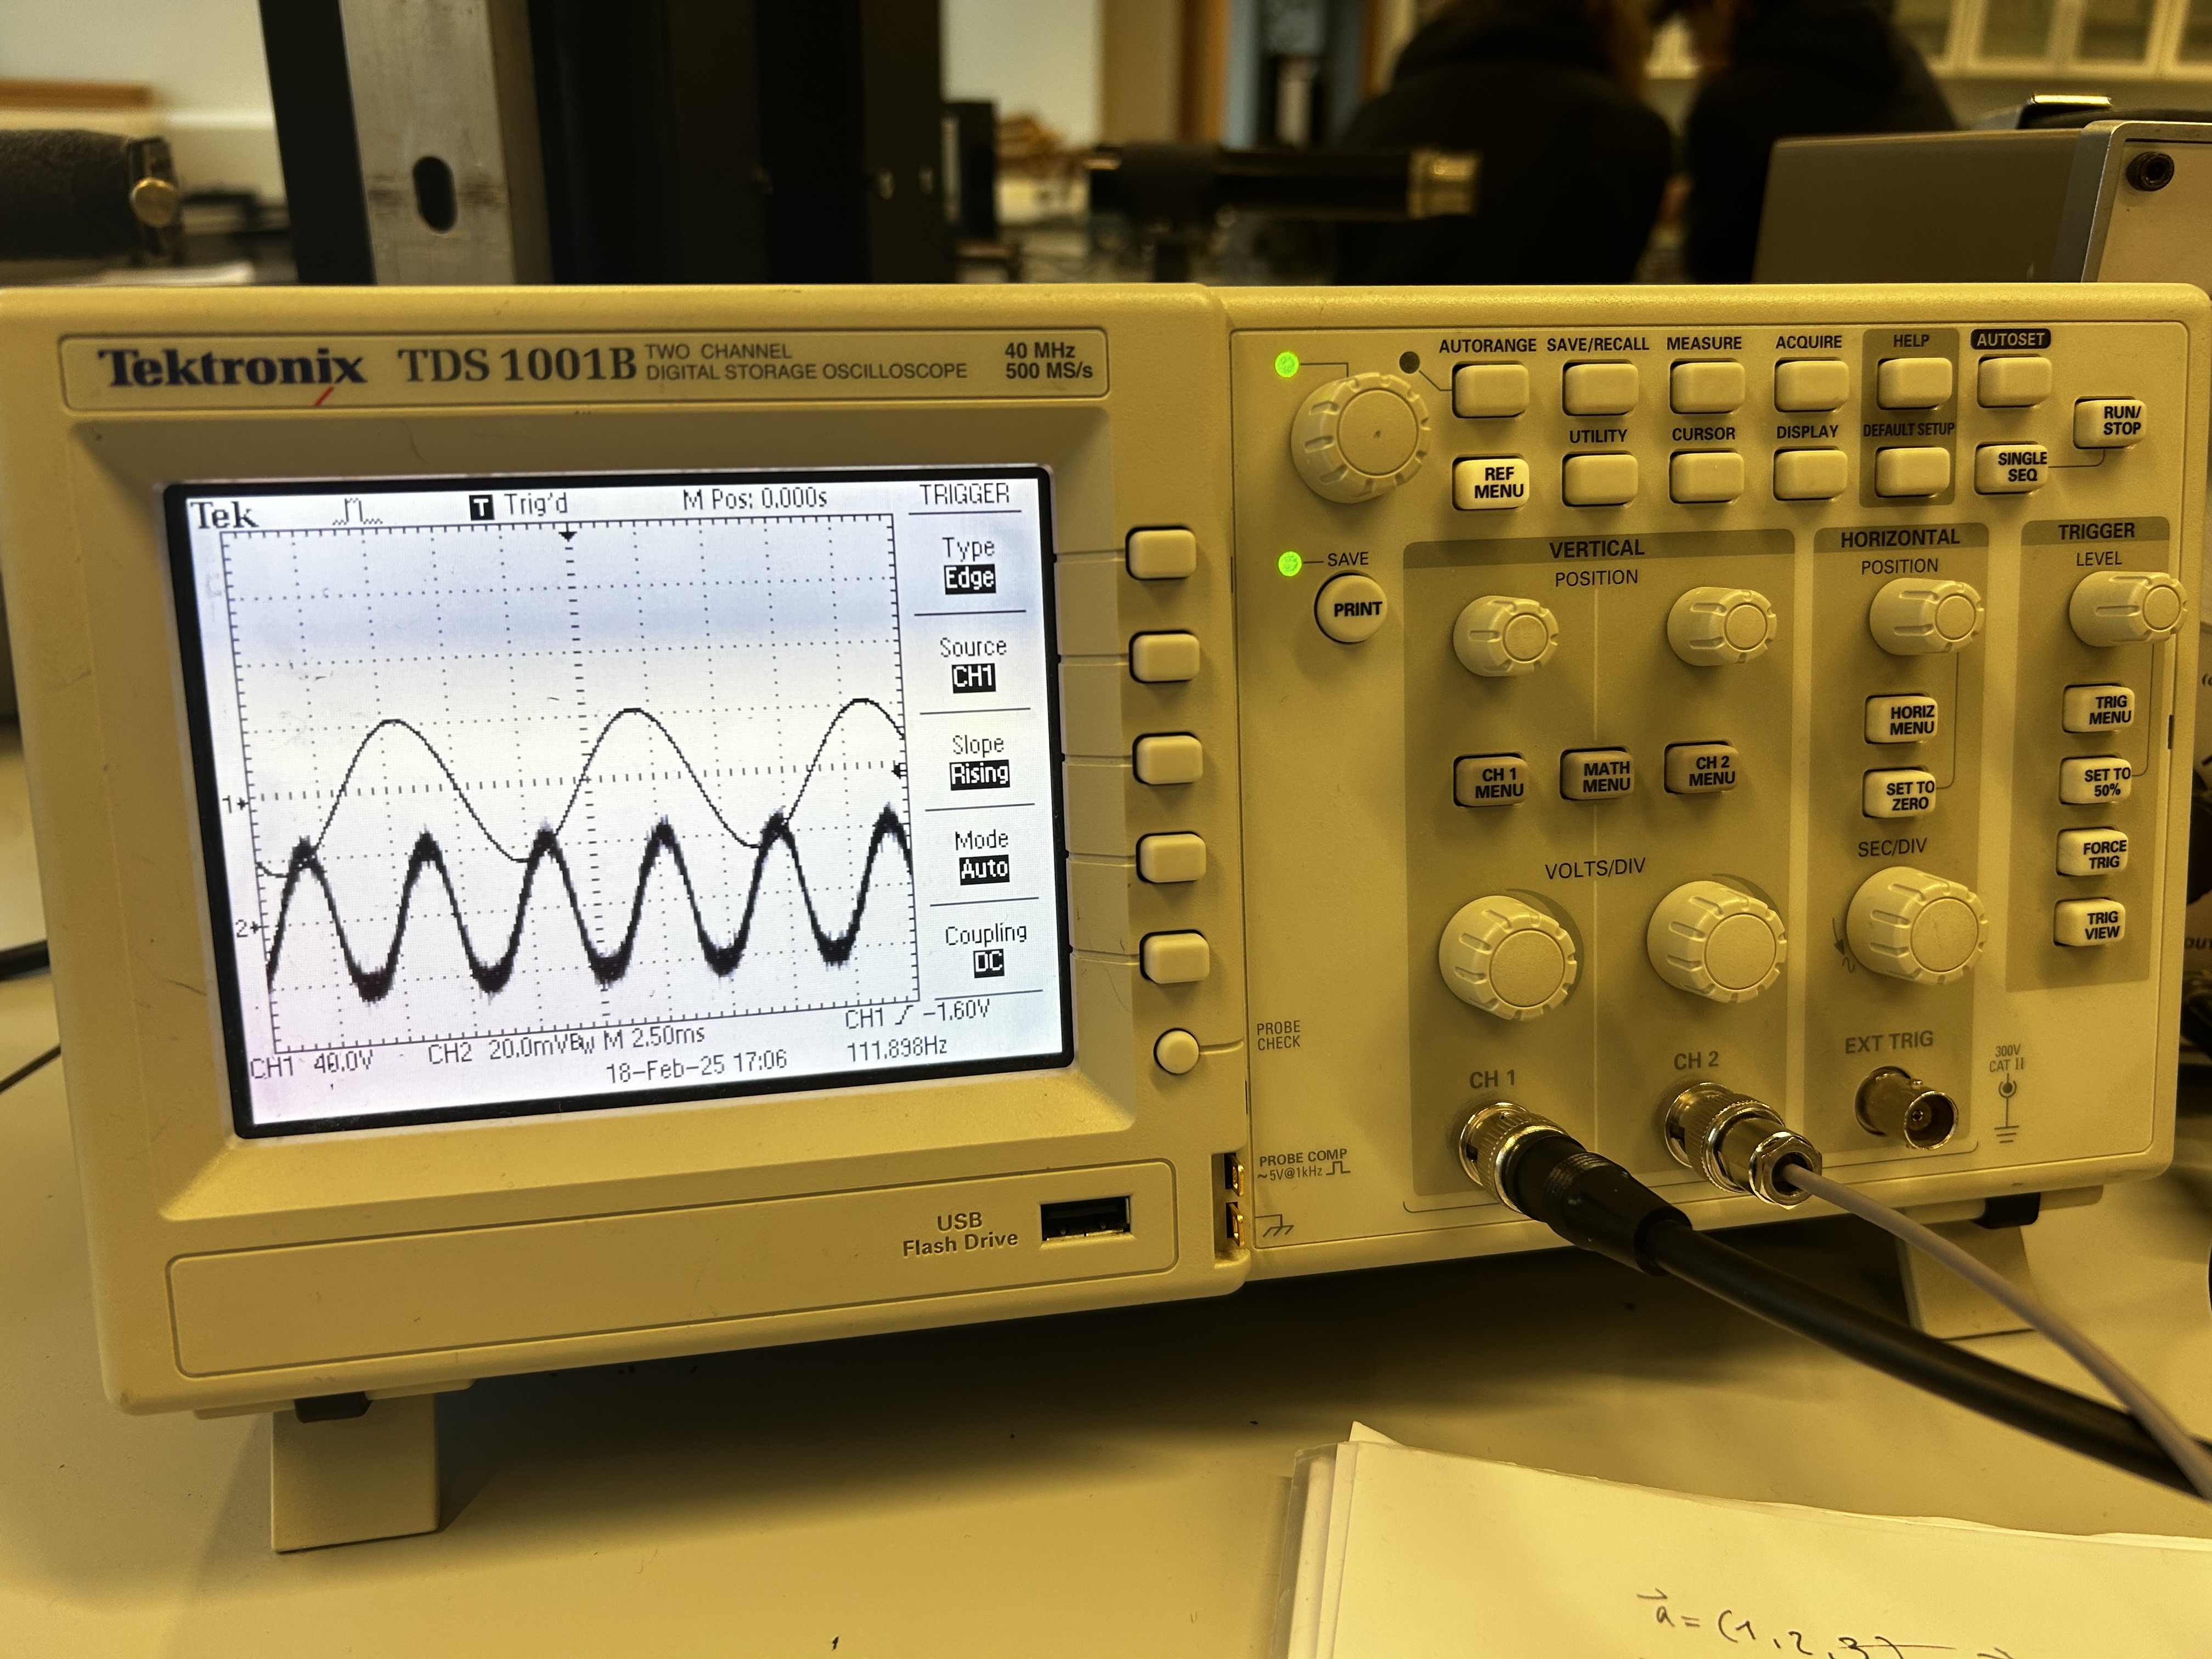 Tektronix TDS 1001B TWO CHANNEL DIGITAL STORAGE OSCILLOSCOPE 40 MHz 500 MS/s
Tek T Trig'd M Pos: 0.000s TRIGGER
Type
Edge
Source
CH1
Slope
Rising
Mode
Auto
Coupling
DC
1
2
CH1 40.0V CH2 20.0mVBw M 2.50ms CH1 -1.60V
18-Feb-25 17:06 111.898Hz
AUTORANGE SAVE/RECALL MEASURE ACQUIRE HELP AUTOSET
UTILITY CURSOR DISPLAY DEFAULT SETUP
REF MENU
SINGLE SEQ
RUN/ STOP
SAVE
PRINT
VERTICAL
POSITION
CH 1 MENU
MATH MENU
CH 2 MENU
VOLTS/DIV
CH 1
CH 2
HORIZONTAL
POSITION
HORIZ MENU
SET TO ZERO
SEC/DIV
EXT TRIG
TRIGGER
LEVEL
TRIG MENU
SET TO 50%
FORCE TRIG
TRIG VIEW
300V
CAT II
PROBE CHECK
PROBE COMP
~5V@1kHz
USB
Flash Drive
a = (1, 2, 3)